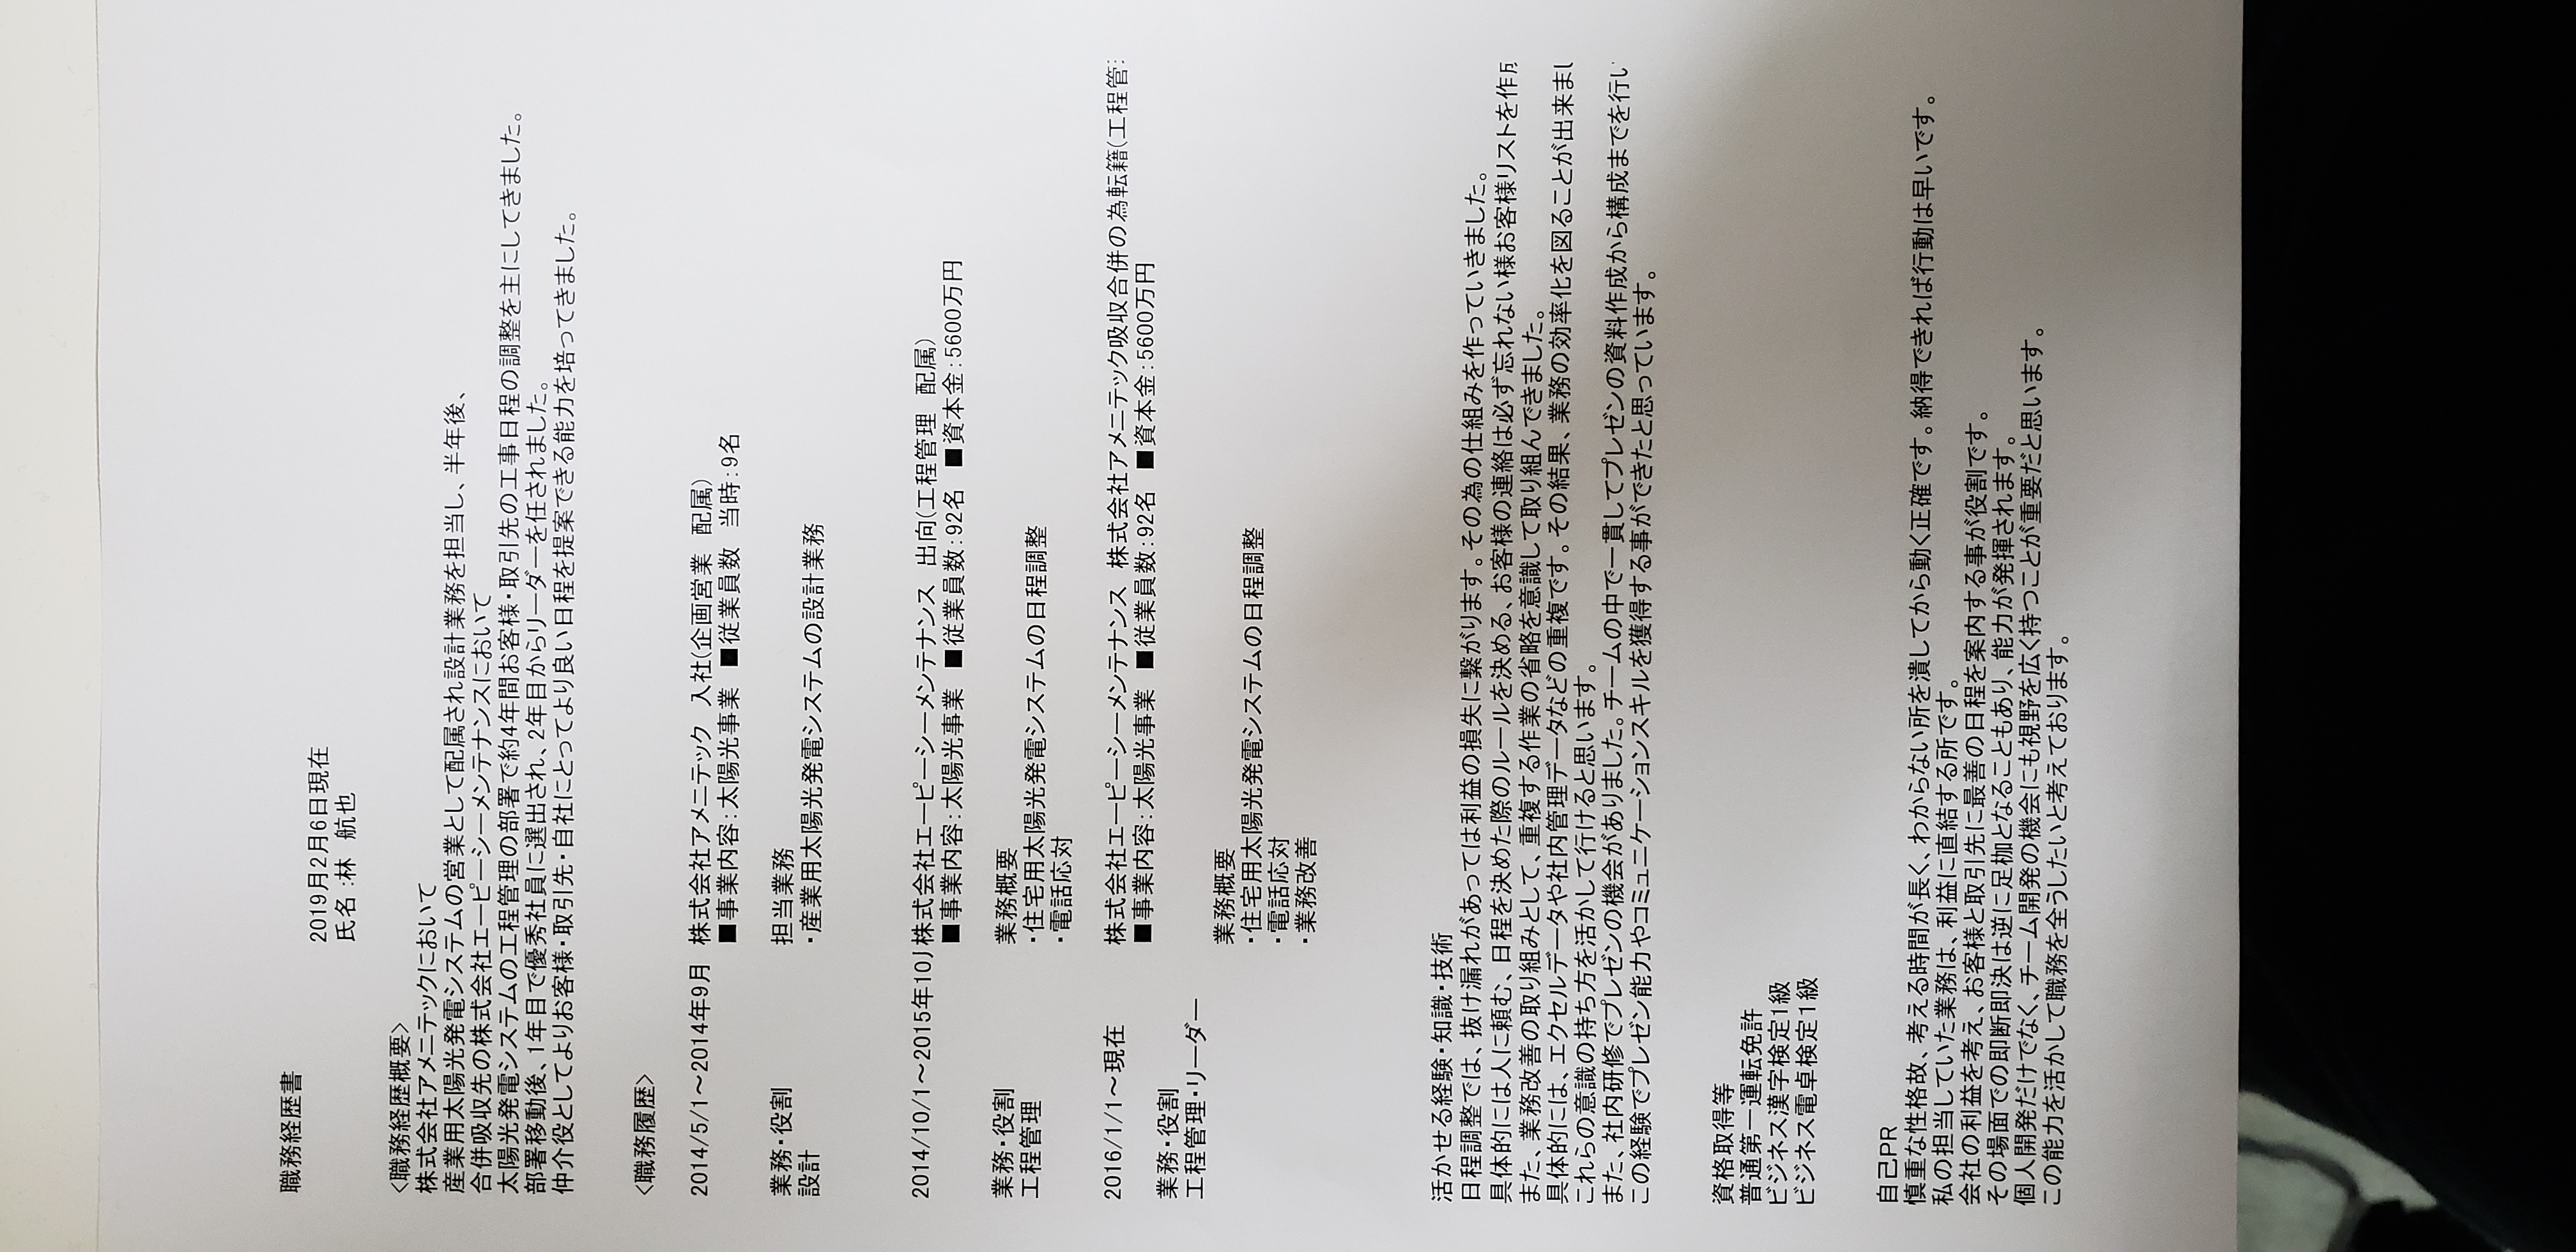 職務経歴書
2019月2月6日現在
氏名:林　航也
<職務経歴概要>
株式会社アメニテックにおいて
産業用太陽光発電システムの営業として配属され設計業務を担当し、半年後、
合併吸収先の株式会社エーピーシーメンテナンスにおいて
太陽光発電システムの工程管理の部署で約4年間お客様・取引先の工事日程の調整を主にしてきました。
部署移動後、1年目で優秀社員に選出され、2年目からリーダーを任されました。
仲介役としてよりお客様・取引先・自社にとってより良い日程を提案できる能力を培ってきました。
<職務履歴>
2014/5/1～2014年9月　株式会社アメニテック　入社(企画営業　配属)
■事業内容:太陽光事業　■従業員数　当時:9名
業務・役割　担当業務
設計　・産業用太陽光発電システムの設計業務
2014/10/1～2015年10　株式会社エーピーシーメンテナンス　出向(工程管理　配属)
■事業内容:太陽光事業　■従業員数:92名　■資本金:5600万円
業務・役割　業務概要
工程管理　・住宅用太陽光発電システムの日程調整
・電話応対
2016/1/1～現在　株式会社エーピーシーメンテナンス　株式会社アメニテック吸収合併の為転籍(工程管
■事業内容:太陽光事業　■従業員数:92名　■資本金:5600万円
業務・役割
工程管理・リーダー
業務概要
・住宅用太陽光発電システムの日程調整
・電話応対
・業務改善
活かせる経験・知識・技術
日程調整では、抜け漏れがあっては利益の損失に繋がります。その為の仕組みを作っていきました。
具体的には人に頼む、日程を決めた際のルールを決める、お客様の連絡は必ず忘れない様お客様リストを作
また、業務改善の取り組みとして、重複する作業の省略を意識して取り組んできました。
具体的には、エクセルデータや社内管理データなどの重複です。その結果、業務の効率化を図ることが出来ま
これらの意識の持ち方を活かして行けると思います。
また、社内研修でプレゼンの機会がありました。チームの中で一貫してプレゼンの資料作成から構成までを行
この経験でプレゼン能力やコミュニケーションスキルを獲得する事ができたと思っています。
資格取得等
普通第一運転免許
ビジネス漢字検定1級
ビジネス電卓検定1級
自己PR
慎重な性格故、考える時間が長く、わからない所を潰してから動く正確です。納得できれば行動は早いです。
私の担当していた業務は、利益に直結する所です。
会社の利益を考え、お客様と取引先に最善の日程を案内する事が役割です。
その場面での即断即決は逆に足枷となることもあり、能力が発揮されます。
個人開発だけでなく、チーム開発の機会にも視野を広く持つことが重要だと思います。
この能力を活かして職務を全うしたいと考えております。